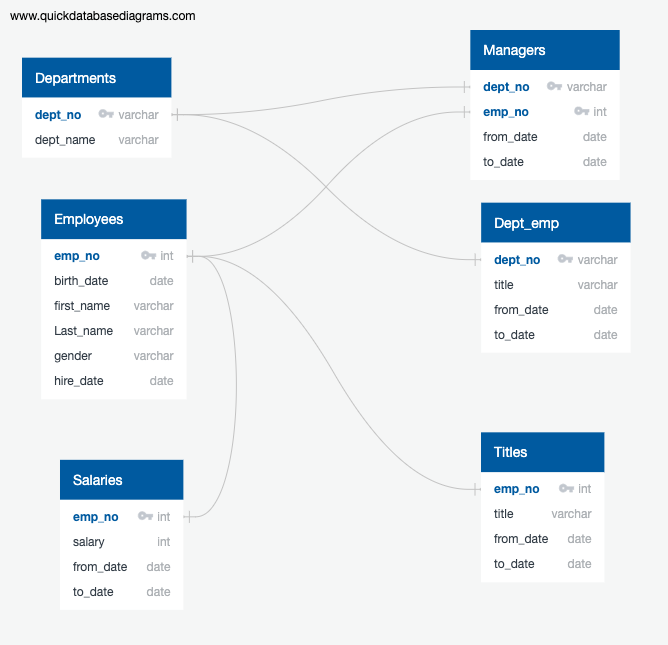 www.quickdatabasediagrams.com
Departments
dept_no varchar
dept_name varchar
Managers
dept_no varchar
emp_no int
from_date date
to_date date
Employees
emp_no int
birth_date date
first_name varchar
Last_name varchar
gender varchar
hire_date date
Dept_emp
dept_no varchar
title varchar
from_date date
to_date date
Salaries
emp_no int
salary int
from_date date
to_date date
Titles
emp_no int
title varchar
from_date date
to_date date